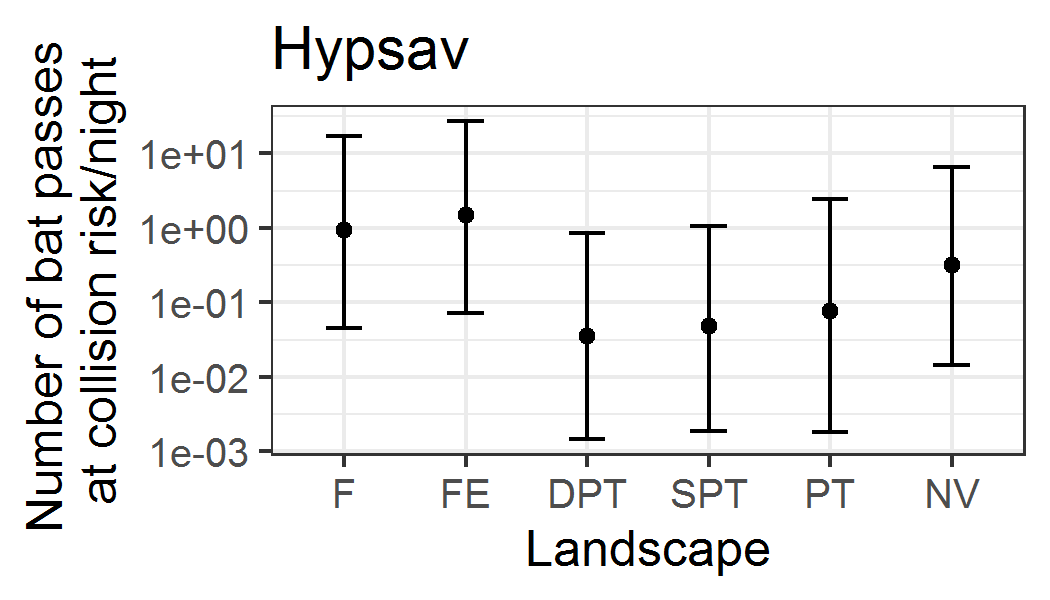 Hypsav
Number of bat passes
at collision risk/night
1e+01
1e+00
1e-01
1e-02
1e-03
F FE DPT SPT PT NV
Landscape